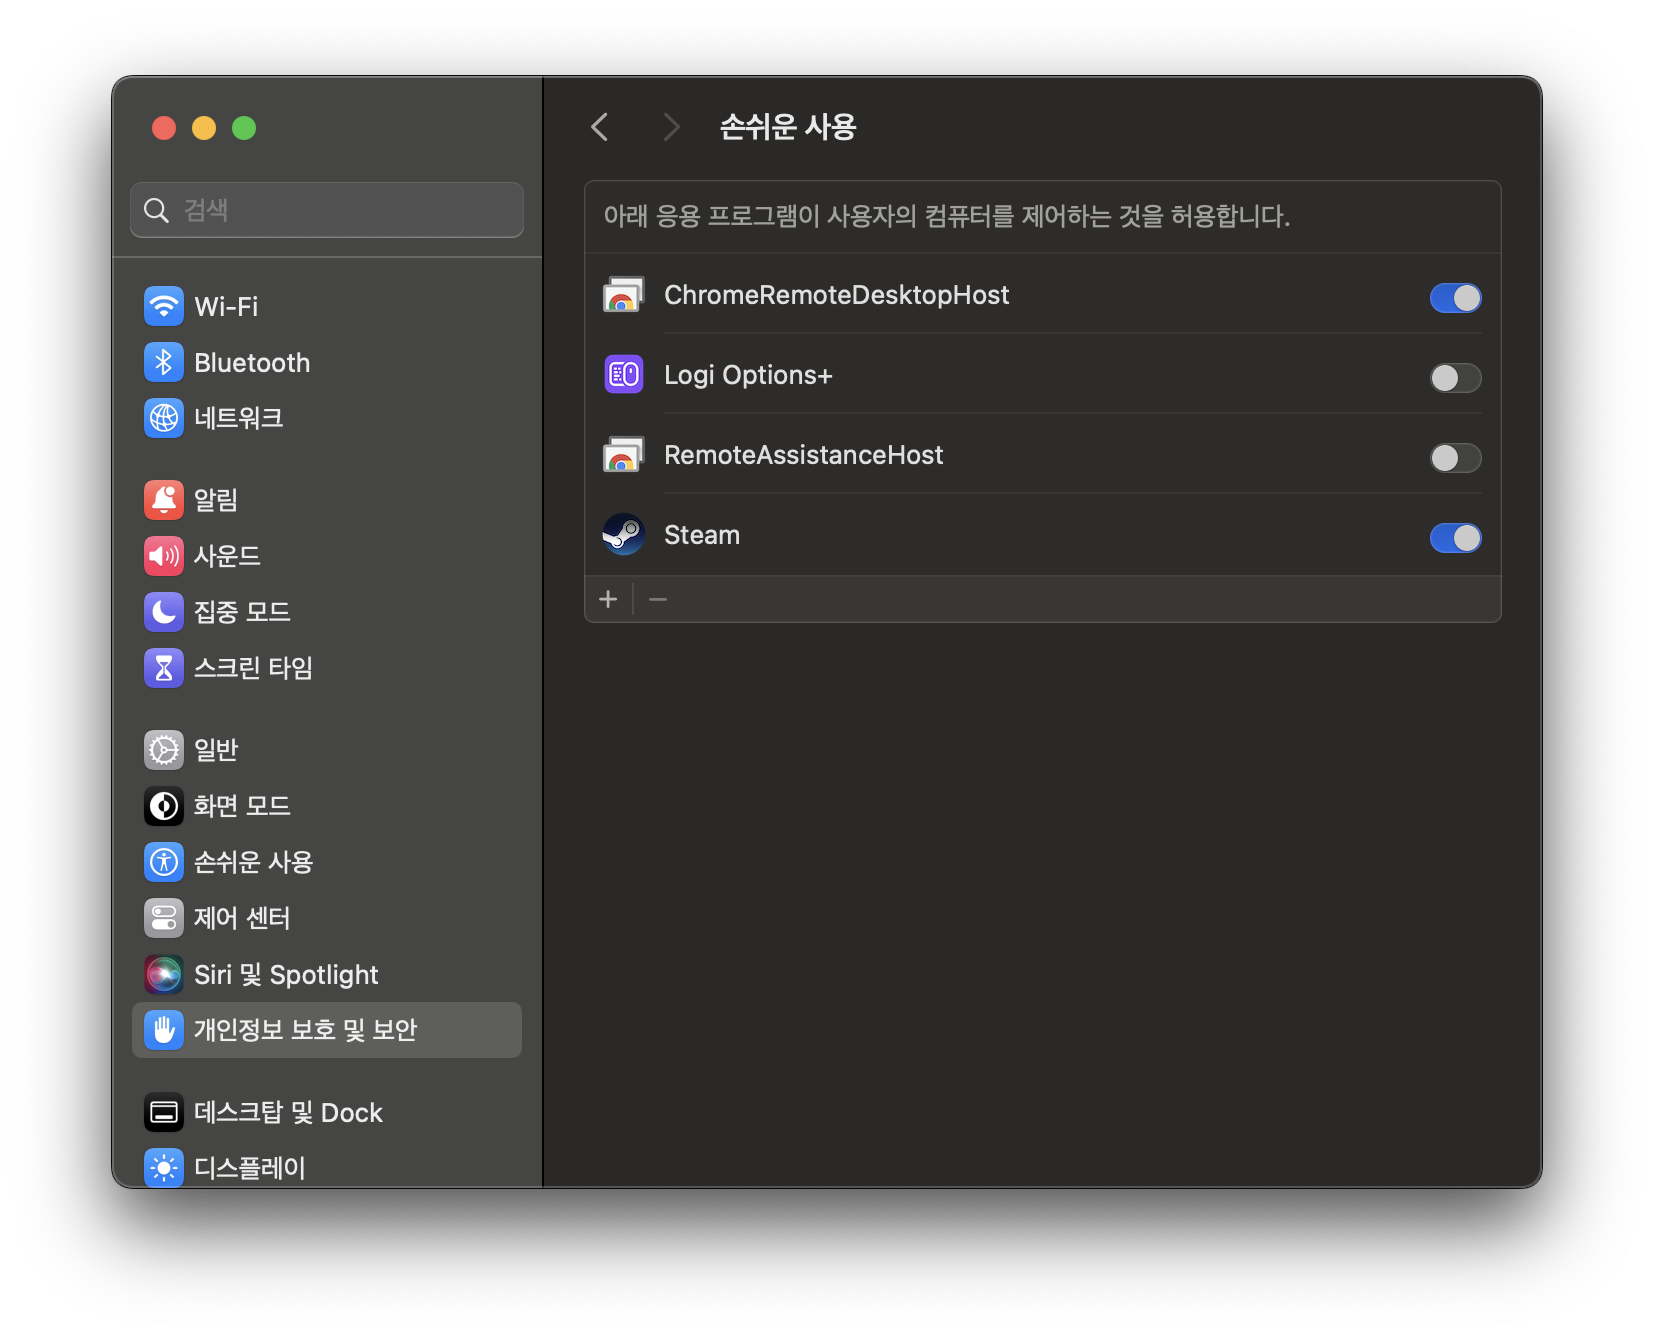 손쉬운 사용
검색
아래 응용 프로그램이 사용자의 컴퓨터를 제어하는 것을 허용합니다.
ChromeRemoteDesktopHost
Logi Options+
RemoteAssistanceHost
Steam
Wi-Fi
Bluetooth
네트워크
알림
사운드
집중 모드
스크린 타임
일반
화면 모드
손쉬운 사용
제어 센터
Siri 및 Spotlight
개인정보 보호 및 보안
데스크탑 및 Dock
디스플레이